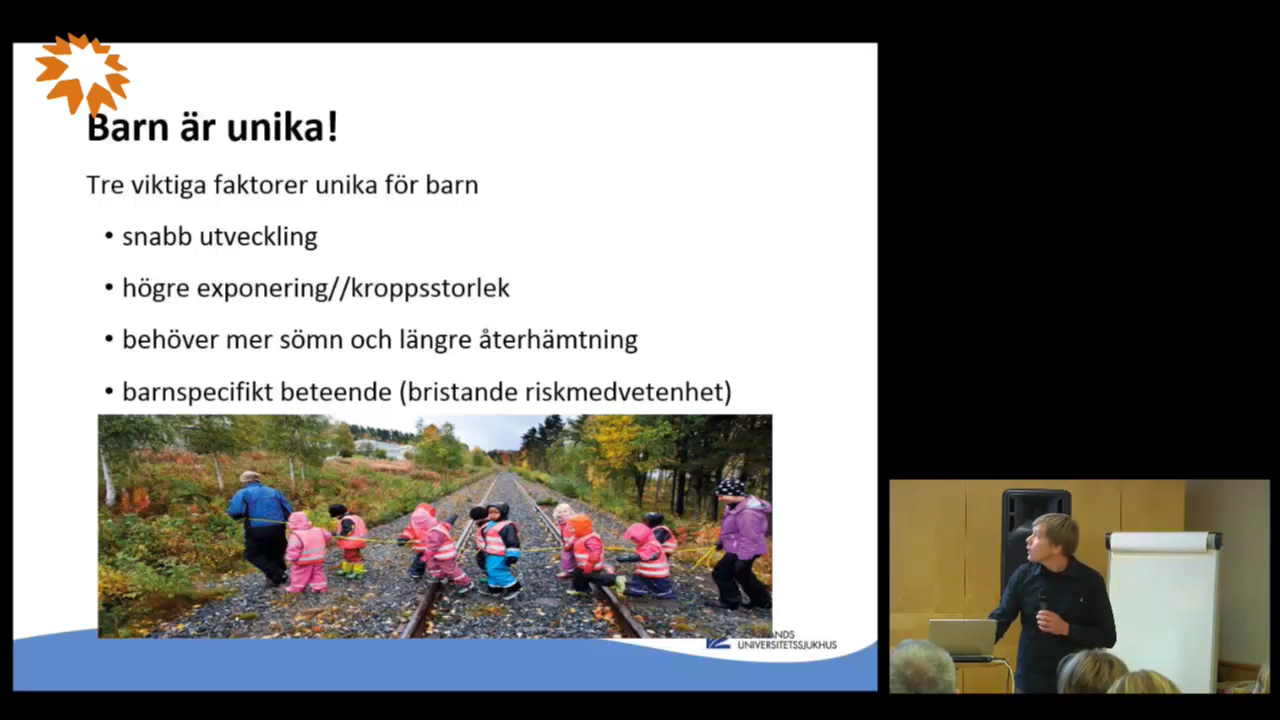 Barn är unika!
Tre viktiga faktorer unika för barn
• snabb utveckling
• högre exponering//kroppsstorlek
• behöver mer sömn och längre återhämtning
• barnspecifikt beteende (bristande riskmedvetenhet)
UNIVERSITETSSJUKHUS